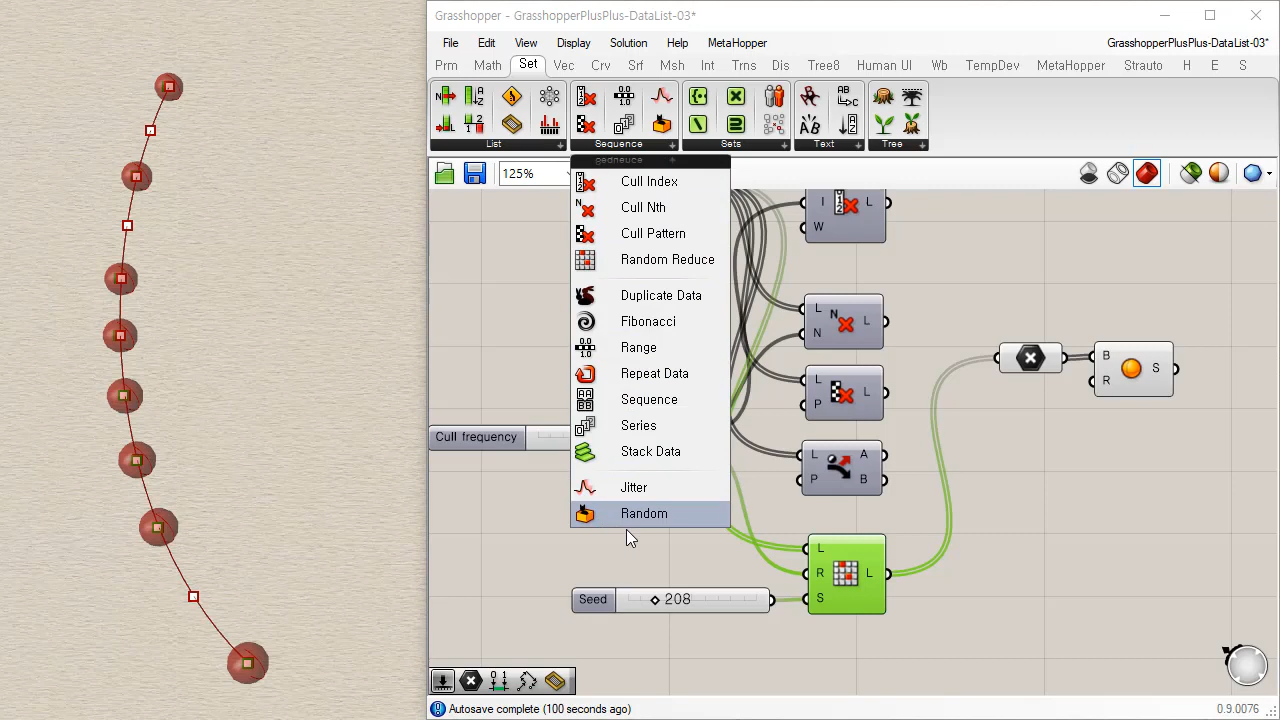 Grasshopper - GrasshopperPlusPlus-DataList-03*
File Edit View Display Solution Help MetaHopper
GrasshopperPlusPlus-DataList-03*
Prm Math Set Vec Crv Srf Msh Int Trns Dis Tree8 Human UI Wb TempDev MetaHopper Strauto H E S
List Sequence Sets Text Tree
125%
Cull Index
Cull Nth
Cull Pattern
Random Reduce
Duplicate Data
Fibonacci
Range
Repeat Data
Sequence
Series
Stack Data
Jitter
Random
I L
W
L
N L
L
P L
L A
P B
B
R S
Cull frequency
L
R L
S
Seed 208
Autosave complete (100 seconds ago)
0.9.0076